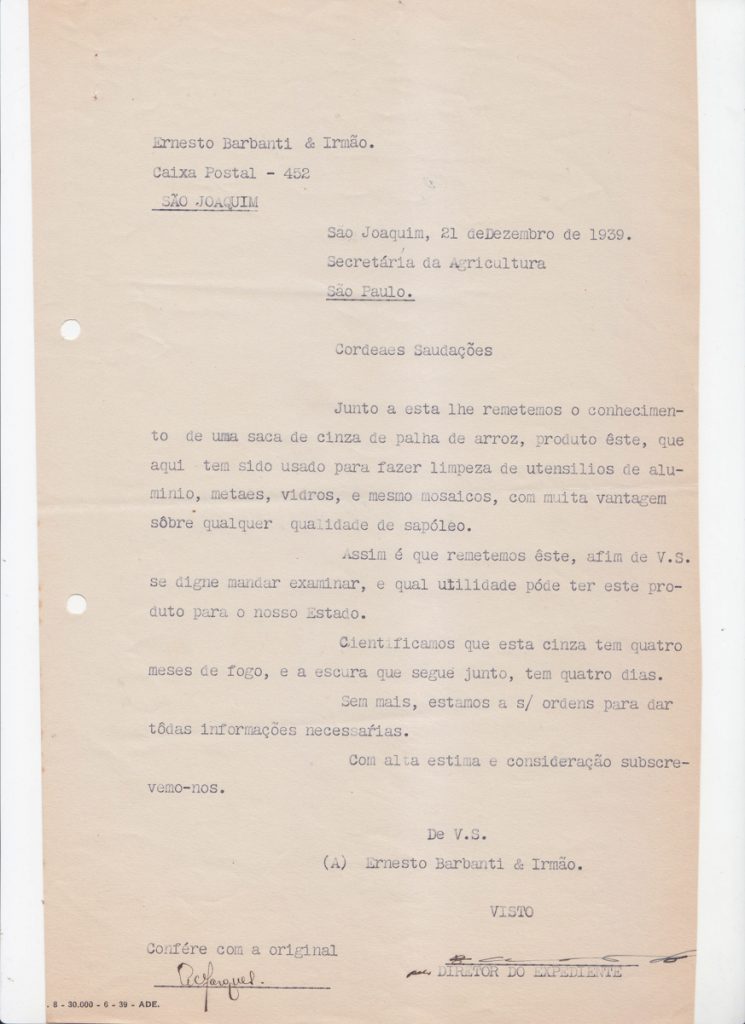 Ernesto Barbanti & Irmão.
Caixa Postal - 452
SÃO JOAQUIM
São Joaquim, 21 deDezembro de 1939.
Secretária da Agricultura
São Paulo.
Cordeaes Saudações
Junto a esta lhe remetemos o conhecimen-
to de uma saca de cinza de palha de arroz, produto êste, que
aqui tem sido usado para fazer limpeza de utensilios de alu-
minio, metaes, vidros, e mesmo mosaicos, com muita vantagem
sôbre qualquer qualidade de sapóleo.
Assim é que remetemos êste, afim de V.S.
se digne mandar examinar, e qual utilidade póde ter este pro-
duto para o nosso Estado.
Cientificamos que esta cinza tem quatro
meses de fogo, e a escura que segue junto, tem quatro dias.
Sem mais, estamos a s/ ordens para dar
tôdas informações necessarias.
Com alta estima e consideração subscre-
vemo-nos.
De V.S.
(A) Ernesto Barbanti & Irmão.
VISTO
Confére com a original
DIRETOR DO EXPEDIENTE
. 8 - 30.000 - 6 - 39 - ADE.